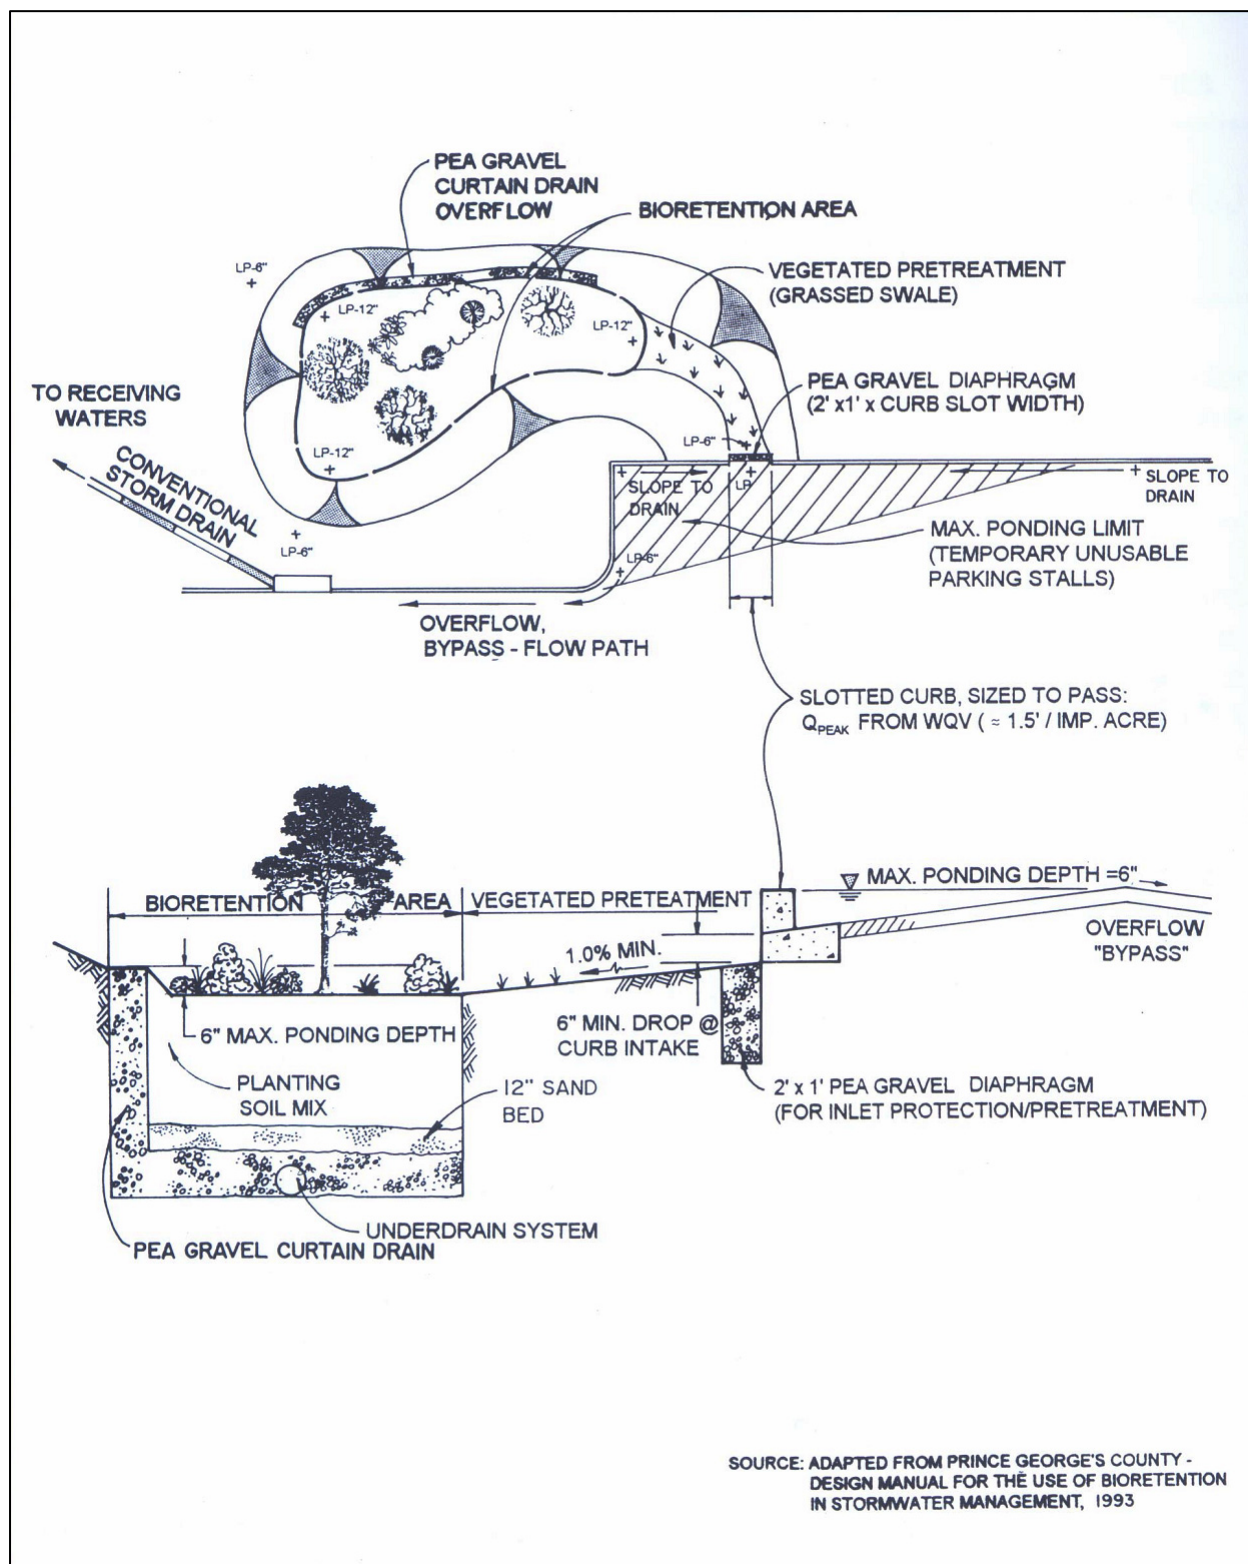 PEA GRAVEL
CURTAIN DRAIN
OVERFLOW
BIORETENTION AREA
VEGETATED PRETREATMENT
(GRASSED SWALE)
LP-6"
LP-12"
LP-12"
PEA GRAVEL DIAPHRAGM
(2' x1' x CURB SLOT WIDTH)
TO RECEIVING
WATERS
CONVENTIONAL
STORM DRAIN
LP-12"
LP-6"
LP
SLOPE TO
DRAIN
SLOPE TO
DRAIN
LP-6"
LP-6"
MAX. PONDING LIMIT
(TEMPORARY UNUSABLE
PARKING STALLS)
OVERFLOW,
BYPASS - FLOW PATH
SLOTTED CURB, SIZED TO PASS:
QPEAK FROM WQV ( ≈ 1.5' / IMP. ACRE)
MAX. PONDING DEPTH =6"
BIORETENTION AREA
VEGETATED PRETEATMENT
OVERFLOW
"BYPASS"
1.0% MIN.
6" MAX. PONDING DEPTH
6" MIN. DROP @
CURB INTAKE
PLANTING
SOIL MIX
12" SAND
BED
2' x 1' PEA GRAVEL DIAPHRAGM
(FOR INLET PROTECTION/PRETREATMENT)
UNDERDRAIN SYSTEM
PEA GRAVEL CURTAIN DRAIN
SOURCE: ADAPTED FROM PRINCE GEORGE'S COUNTY -
DESIGN MANUAL FOR THE USE OF BIORETENTION
IN STORMWATER MANAGEMENT, 1993